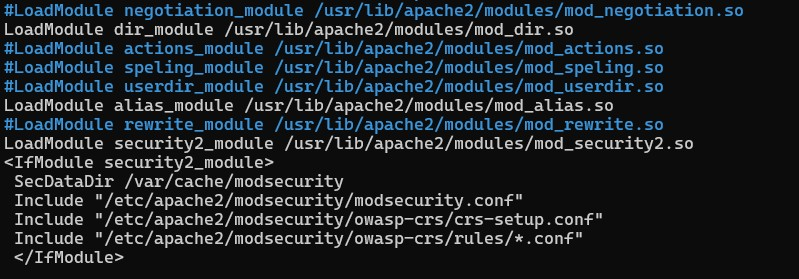 #LoadModule negotiation_module /usr/lib/apache2/modules/mod_negotiation.so
LoadModule dir_module /usr/lib/apache2/modules/mod_dir.so
#LoadModule actions_module /usr/lib/apache2/modules/mod_actions.so
#LoadModule speling_module /usr/lib/apache2/modules/mod_speling.so
#LoadModule userdir_module /usr/lib/apache2/modules/mod_userdir.so
LoadModule alias_module /usr/lib/apache2/modules/mod_alias.so
#LoadModule rewrite_module /usr/lib/apache2/modules/mod_rewrite.so
LoadModule security2_module /usr/lib/apache2/modules/mod_security2.so
<IfModule security2_module>
 SecDataDir /var/cache/modsecurity
 Include "/etc/apache2/modsecurity/modsecurity.conf"
 Include "/etc/apache2/modsecurity/owasp-crs/crs-setup.conf"
 Include "/etc/apache2/modsecurity/owasp-crs/rules/*.conf"
 </IfModule>